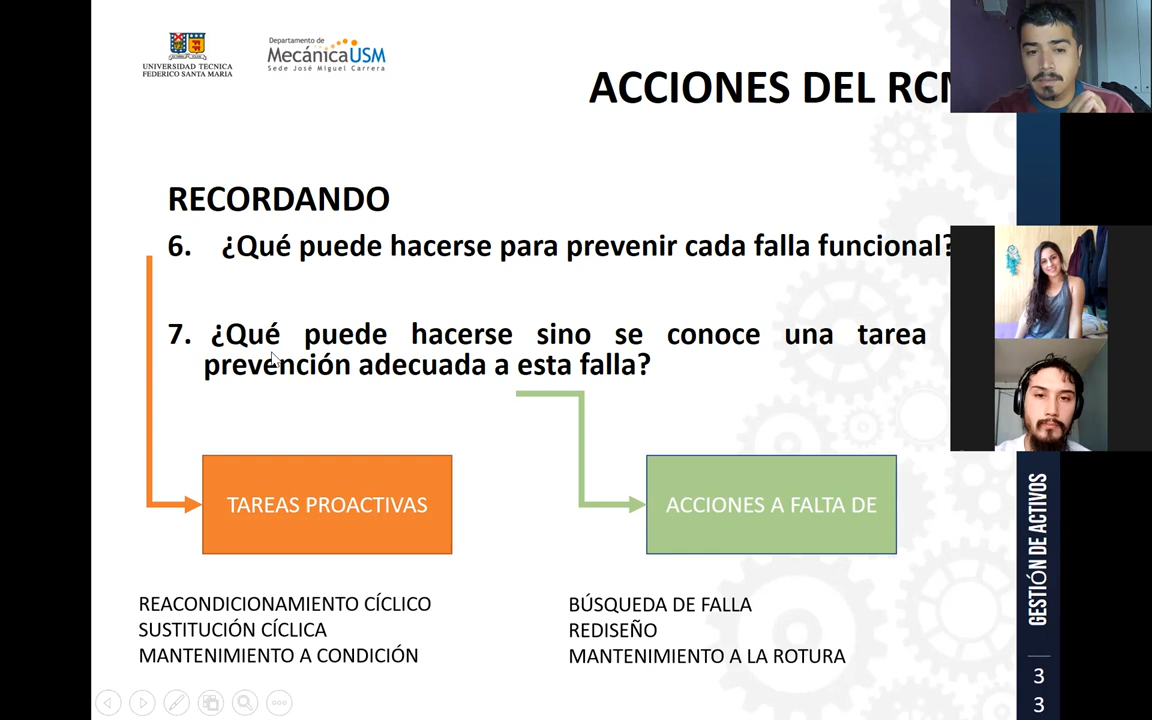 UNIVERSIDAD TECNICA
FEDERICO SANTA MARIA
Departamento de
MecánicaUSM
Sede José Miguel Carrera
ACCIONES DEL RCM
RECORDANDO
6. ¿Qué puede hacerse para prevenir cada falla funcional?
7. ¿Qué puede hacerse sino se conoce una tarea
prevención adecuada a esta falla?
TAREAS PROACTIVAS
ACCIONES A FALTA DE
REACONDICIONAMIENTO CÍCLICO
SUSTITUCIÓN CÍCLICA
MANTENIMIENTO A CONDICIÓN
BÚSQUEDA DE FALLA
REDISEÑO
MANTENIMIENTO A LA ROTURA
GESTIÓN DE ACTIVOS
3
3